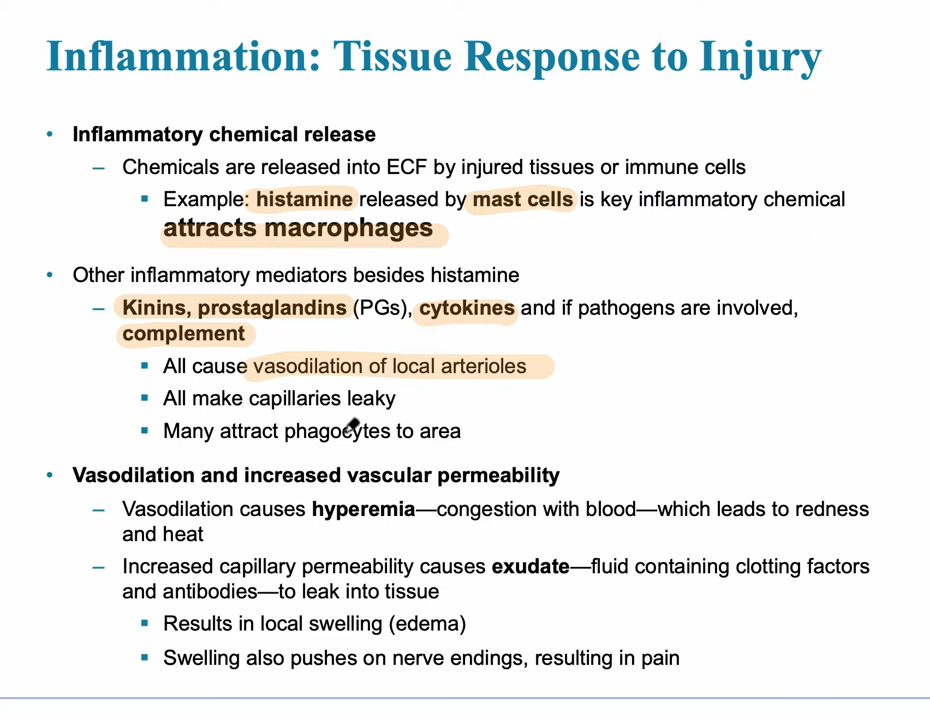 Inflammation: Tissue Response to Injury
• Inflammatory chemical release
– Chemicals are released into ECF by injured tissues or immune cells
▪ Example: histamine released by mast cells is key inflammatory chemical
attracts macrophages
• Other inflammatory mediators besides histamine
– Kinins, prostaglandins (PGs), cytokines and if pathogens are involved,
complement
▪ All cause vasodilation of local arterioles
▪ All make capillaries leaky
▪ Many attract phagocytes to area
• Vasodilation and increased vascular permeability
– Vasodilation causes hyperemia—congestion with blood—which leads to redness
and heat
– Increased capillary permeability causes exudate—fluid containing clotting factors
and antibodies—to leak into tissue
▪ Results in local swelling (edema)
▪ Swelling also pushes on nerve endings, resulting in pain